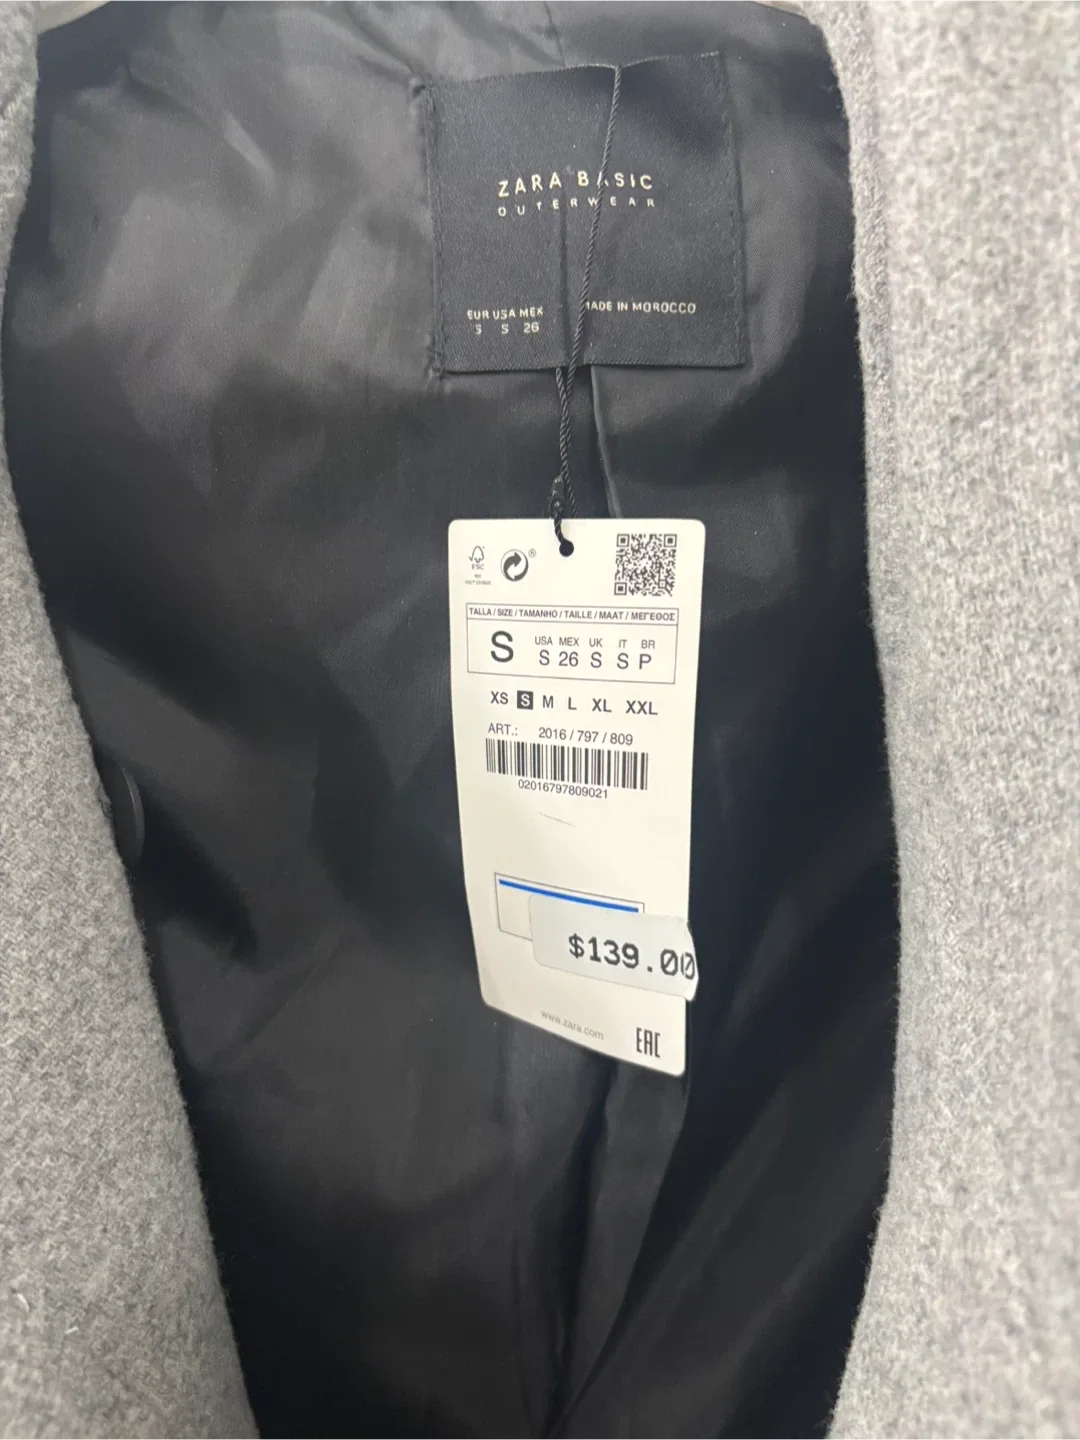 ZARA BASIC
OUTERWEAR
EUR USA MEX
S S 26
MADE IN MOROCCO
FSC
®
TALLA / SIZE / TAMANHO / TAILLE / MAAT / ΜΕΓΕΘΟΣ
S
USA MEX UK IT BR
S 26 S S P
XS S M L XL XXL
ART.: 2016 / 797 / 809
02016797809021
$139.00
www.zara.com
EAC